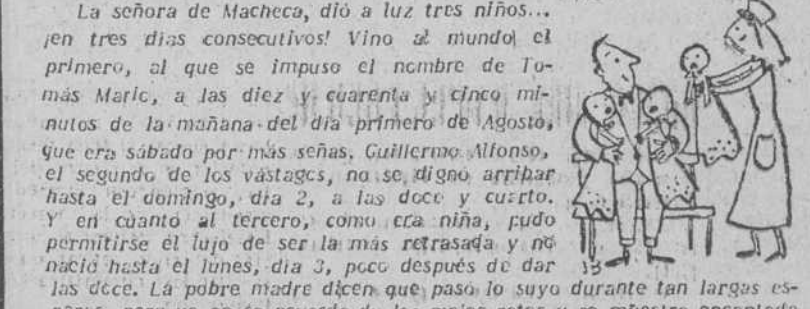 La señora de Macheca, dió a luz tres niños...
¡en tres dias consecutivos! Vino al mundo el
primero, al que se impuso el nombre de To-
más Maric, a las diez y cuarenta y cinco mi-
nutos de la mañana del día primero de Agosto,
que era sábado por más señas. Guillermo Alfonso,
el segundo de los vástagos, no se dignó arribar
hasta el domingo, dia 2, a las doce y cuarto.
Y en cuanto al tercero, como era niña, pudo
permitirse el lujo de ser la más retrasada y no
nació hasta el lunes, dia 3, poco después de dar
las doce. La pobre madre dicen que pasó lo suyo durante tan largas es-